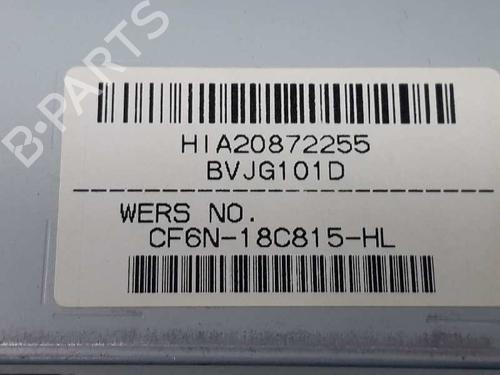 B-PARTS
HIA20872255
BVJG101D
WERS NO.
CF6N-18C815-HL